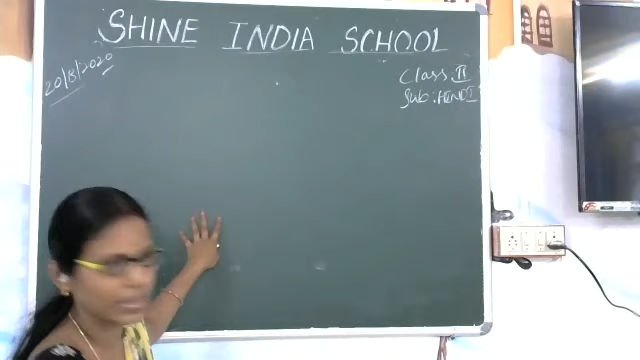 SHINE INDIA SCHOOL
20/8/2020
Class : II
Sub : HINDI